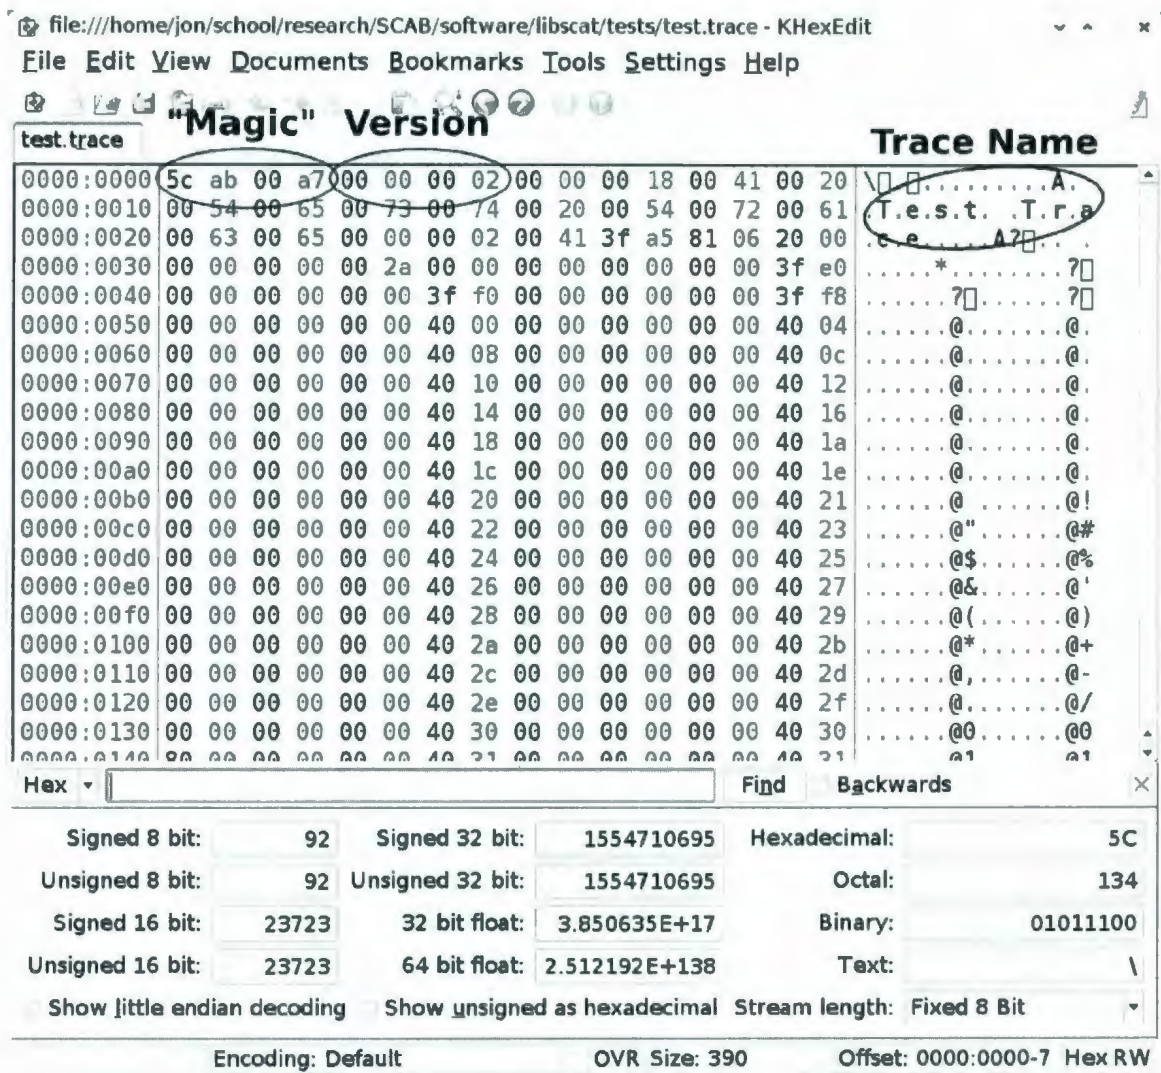 file:///home/jon/school/research/SCAB/software/libscat/tests/test.trace - KHexEdit
File Edit View Documents Bookmarks Tools Settings Help
"Magic" Version Trace Name
test.trace
0000:0000 5c ab 00 a7 00 00 00 02 00 00 00 18 00 41 00 20 \ . . . . . . . . . A.
0000:0010 00 54 00 65 00 73 00 74 00 20 00 54 00 72 00 61 .T.e.s.t. .T.r.a
0000:0020 00 63 00 65 00 00 00 02 00 41 3f a5 81 06 20 00 .c.e.....A?.. .
0000:0030 00 00 00 00 00 2a 00 00 00 00 00 00 00 00 3f e0 .....*........?
0000:0040 00 00 00 00 00 00 3f f0 00 00 00 00 00 00 3f f8 ......?.......?
0000:0050 00 00 00 00 00 00 40 00 00 00 00 00 00 00 40 04 ......@.......@.
0000:0060 00 00 00 00 00 00 40 08 00 00 00 00 00 00 40 0c ......@.......@.
0000:0070 00 00 00 00 00 00 40 10 00 00 00 00 00 00 40 12 ......@.......@.
0000:0080 00 00 00 00 00 00 40 14 00 00 00 00 00 00 40 16 ......@.......@.
0000:0090 00 00 00 00 00 00 40 18 00 00 00 00 00 00 40 1a ......@.......@.
0000:00a0 00 00 00 00 00 00 40 1c 00 00 00 00 00 00 40 1e ......@.......@.
0000:00b0 00 00 00 00 00 00 40 20 00 00 00 00 00 00 40 21 ......@ ......@!
0000:00c0 00 00 00 00 00 00 40 22 00 00 00 00 00 00 40 23 ......@"......@#
0000:00d0 00 00 00 00 00 00 40 24 00 00 00 00 00 00 40 25 ......@$......@%
0000:00e0 00 00 00 00 00 00 40 26 00 00 00 00 00 00 40 27 ......@&......@'
0000:00f0 00 00 00 00 00 00 40 28 00 00 00 00 00 00 40 29 ......@(......@)
0000:0100 00 00 00 00 00 00 40 2a 00 00 00 00 00 00 40 2b ......@*......@+
0000:0110 00 00 00 00 00 00 40 2c 00 00 00 00 00 00 40 2d ......@,......@-
0000:0120 00 00 00 00 00 00 40 2e 00 00 00 00 00 00 40 2f ......@.......@/
0000:0130 00 00 00 00 00 00 40 30 00 00 00 00 00 00 40 30 ......@0......@0
Hex Find Backwards
Signed 8 bit: 92 Signed 32 bit: 1554710695 Hexadecimal: 5C
Unsigned 8 bit: 92 Unsigned 32 bit: 1554710695 Octal: 134
Signed 16 bit: 23723 32 bit float: 3.850635E+17 Binary: 01011100
Unsigned 16 bit: 23723 64 bit float: 2.512192E+138 Text: \
Show little endian decoding Show unsigned as hexadecimal Stream length: Fixed 8 Bit
Encoding: Default OVR Size: 390 Offset: 0000:0000-7 Hex RW